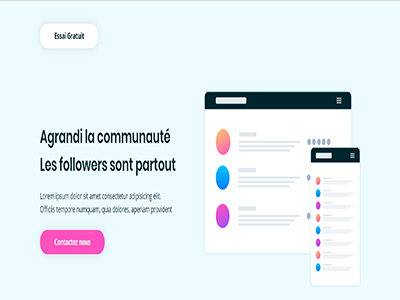 Essai Gratuit
Agrandi la communauté
Les followers sont partout
Lorem ipsum dolor sit amet consectetur adipisicing elit.
Officiis tempore numquam, quia dolores, aperiam provident
Contactez nous